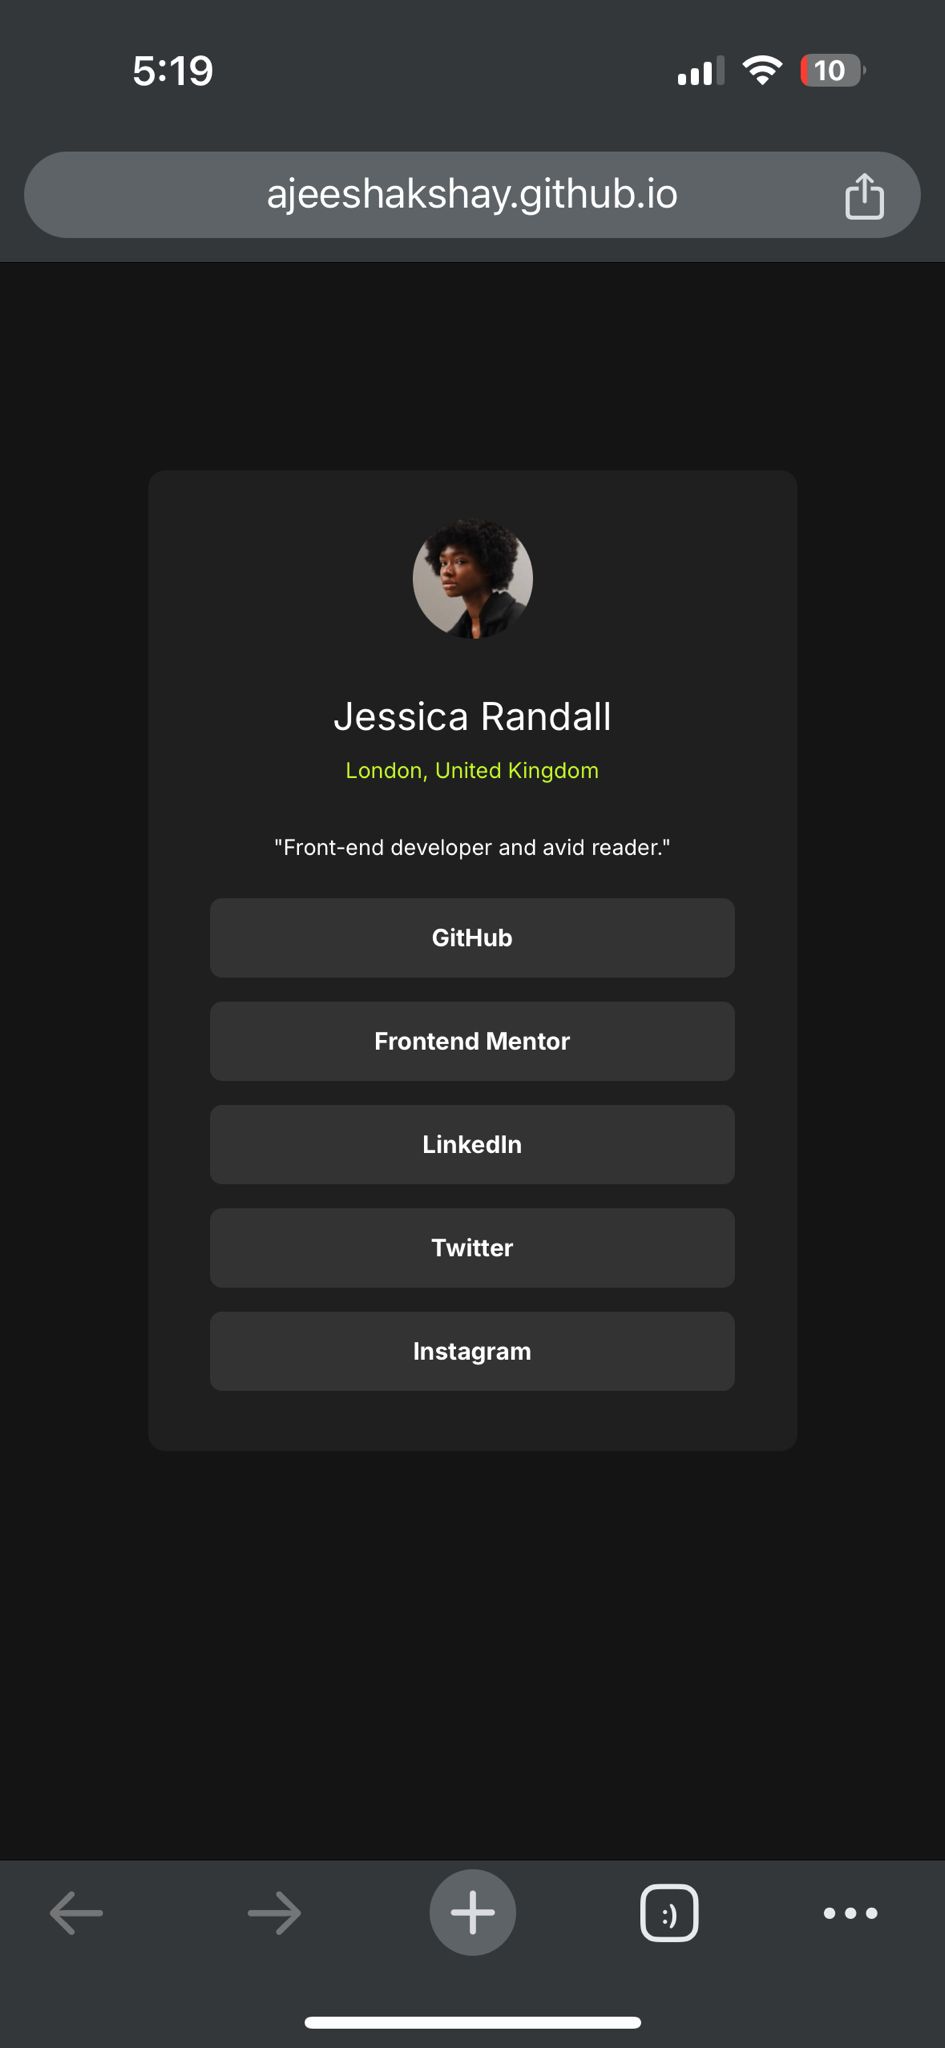 5:19
10
ajeeshakshay.github.io
Jessica Randall
London, United Kingdom
"Front-end developer and avid reader."
GitHub
Frontend Mentor
LinkedIn
Twitter
Instagram
:)